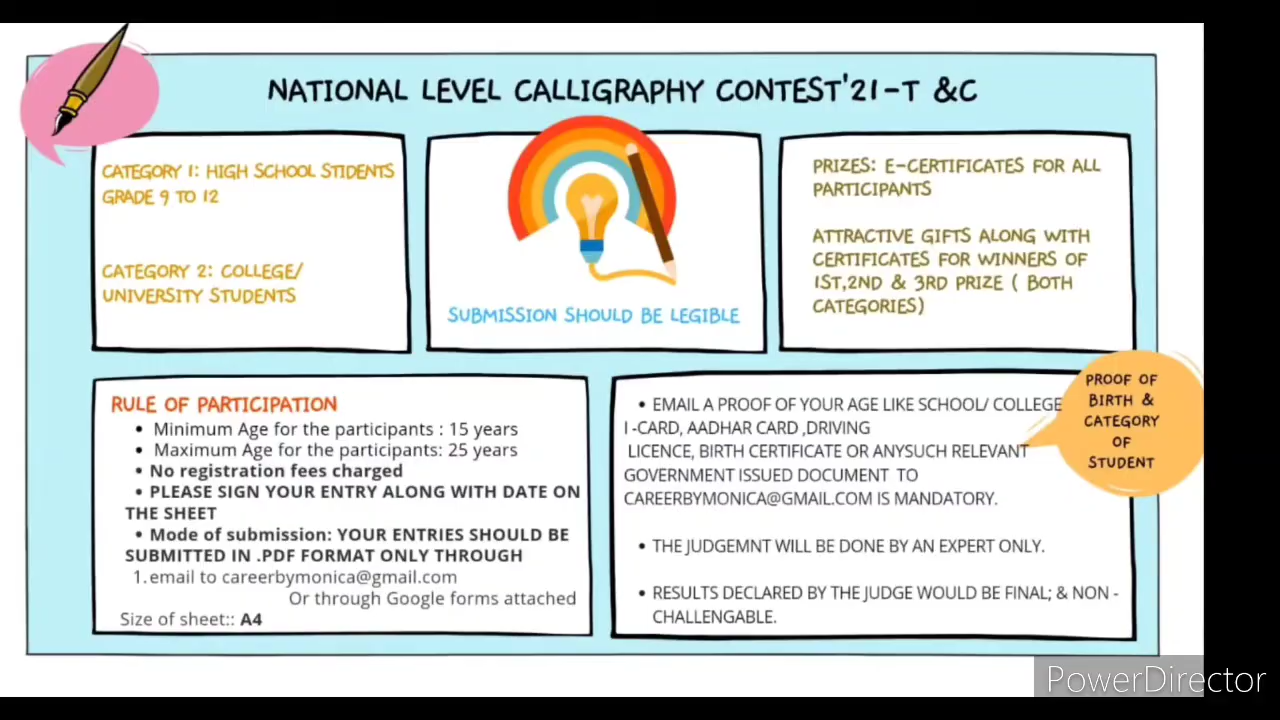 NATIONAL LEVEL CALLIGRAPHY CONTEST'21-T &C
CATEGORY 1: HIGH SCHOOL STIDENTS
GRADE 9 TO 12
CATEGORY 2: COLLEGE/
UNIVERSITY STUDENTS
SUBMISSION SHOULD BE LEGIBLE
PRIZES: E-CERTIFICATES FOR ALL
PARTICIPANTS
ATTRACTIVE GIFTS ALONG WITH
CERTIFICATES FOR WINNERS OF
1ST,2ND & 3RD PRIZE ( BOTH
CATEGORIES)
RULE OF PARTICIPATION
• Minimum Age for the participants : 15 years
• Maximum Age for the participants: 25 years
• No registration fees charged
• PLEASE SIGN YOUR ENTRY ALONG WITH DATE ON
THE SHEET
• Mode of submission: YOUR ENTRIES SHOULD BE
SUBMITTED IN .PDF FORMAT ONLY THROUGH
1. email to careerbymonica@gmail.com
Or through Google forms attached
Size of sheet:: A4
• EMAIL A PROOF OF YOUR AGE LIKE SCHOOL/ COLLEGE
I -CARD, AADHAR CARD ,DRIVING
LICENCE, BIRTH CERTIFICATE OR ANYSUCH RELEVANT
GOVERNMENT ISSUED DOCUMENT TO
CAREERBYMONICA@GMAIL.COM IS MANDATORY.
• THE JUDGEMNT WILL BE DONE BY AN EXPERT ONLY.
• RESULTS DECLARED BY THE JUDGE WOULD BE FINAL; & NON -
CHALLENGABLE.
PROOF OF
BIRTH &
CATEGORY
OF
STUDENT
PowerDirector